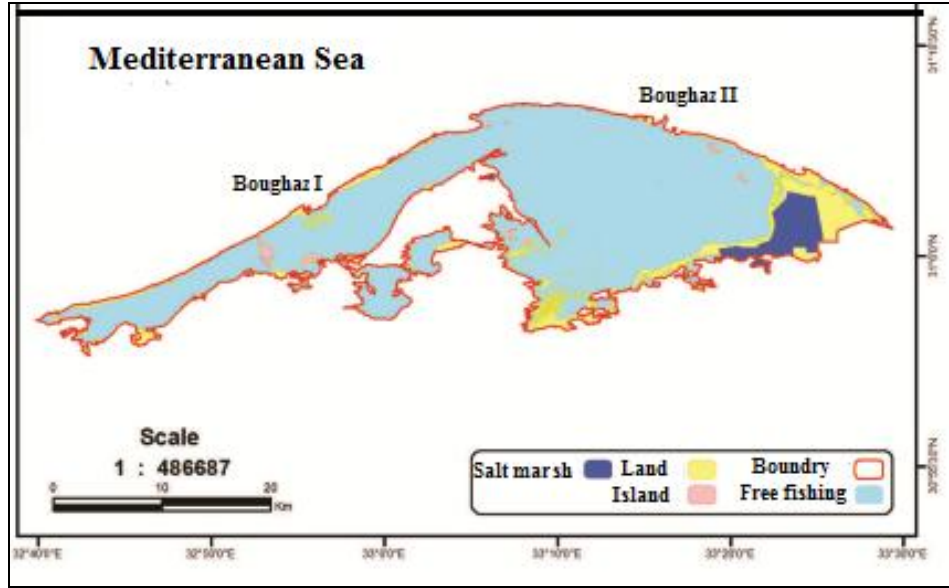 Mediterranean Sea
Boughaz II
Boughaz I
Scale
1 : 486687
0 10 20
Km
Salt marsh Land Boundry
Island Free fishing
32°40'0"E 32°50'0"E 33°0'0"E 33°10'0"E 33°20'0"E 33°30'0"E